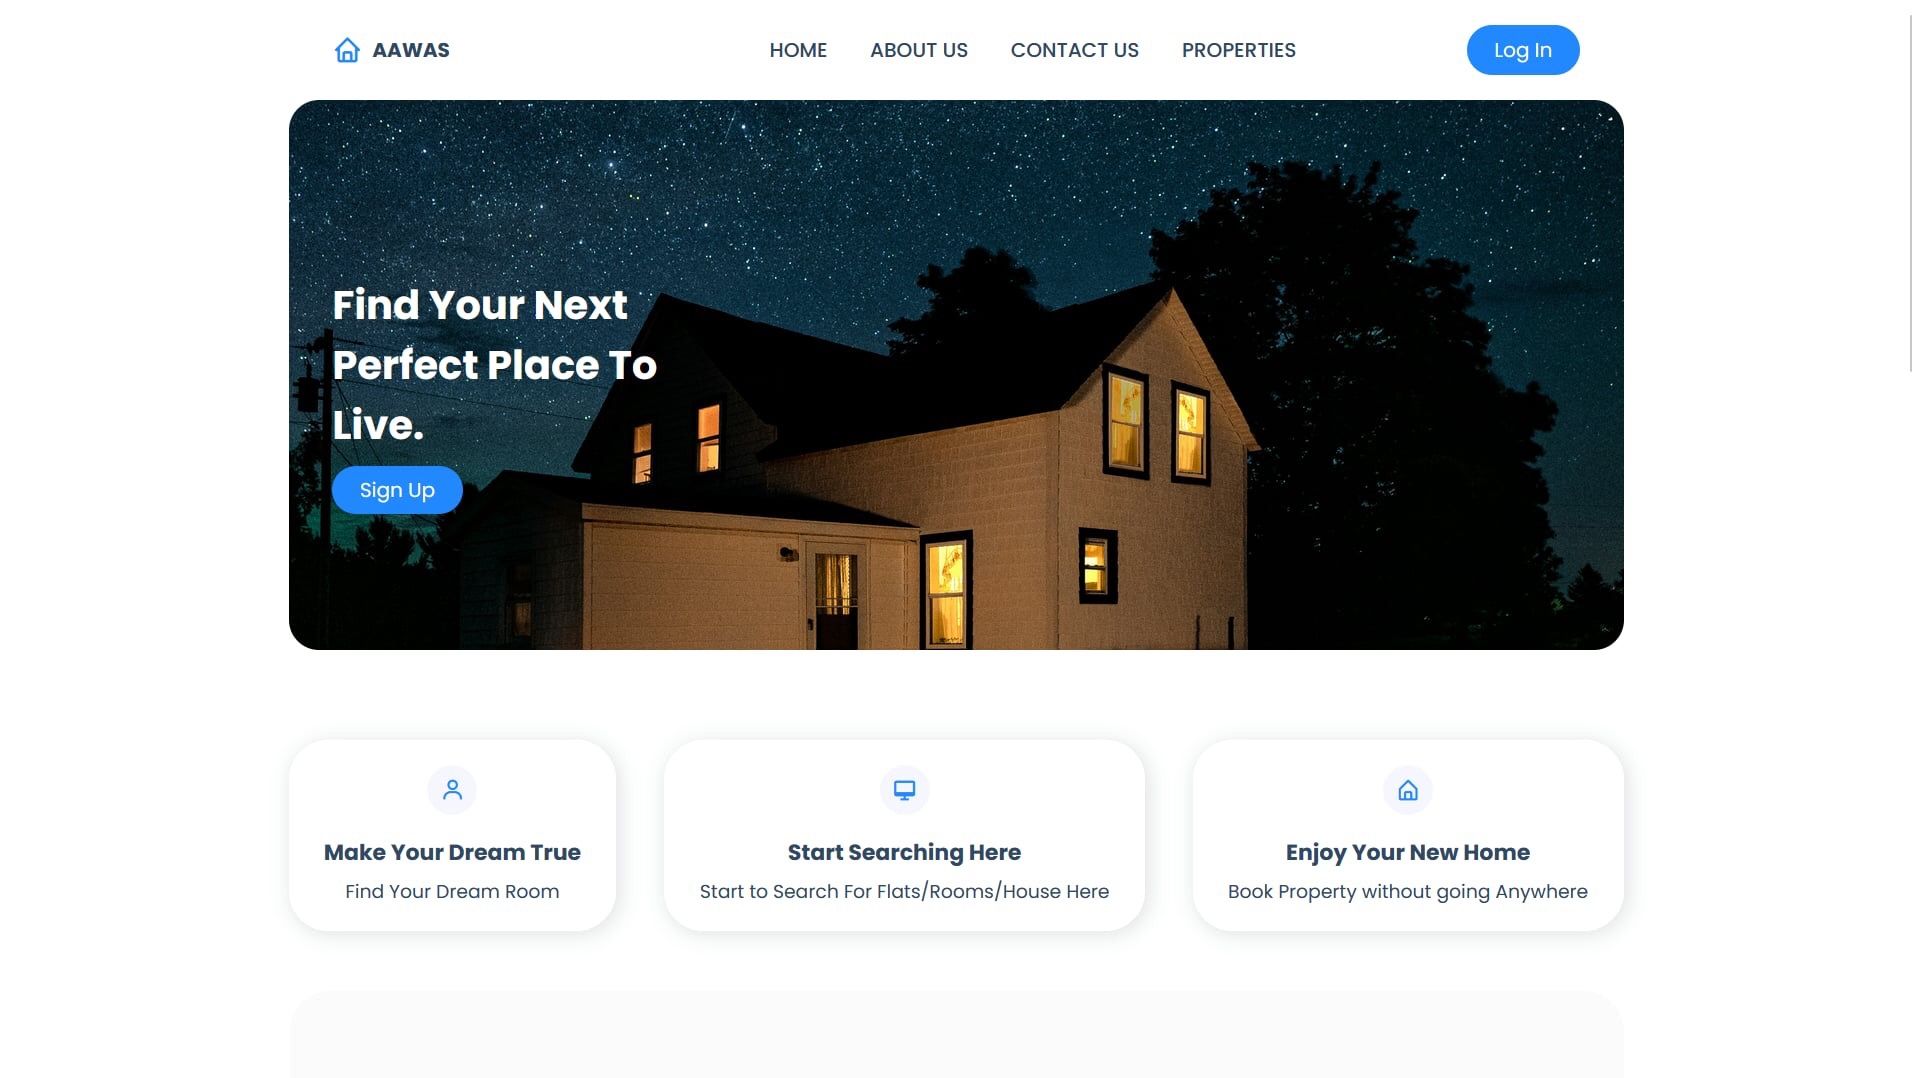 AAWAS
HOME
ABOUT US
CONTACT US
PROPERTIES
Log In
Find Your Next
Perfect Place To
Live.
Sign Up
Make Your Dream True
Find Your Dream Room
Start Searching Here
Start to Search For Flats/Rooms/House Here
Enjoy Your New Home
Book Property without going Anywhere